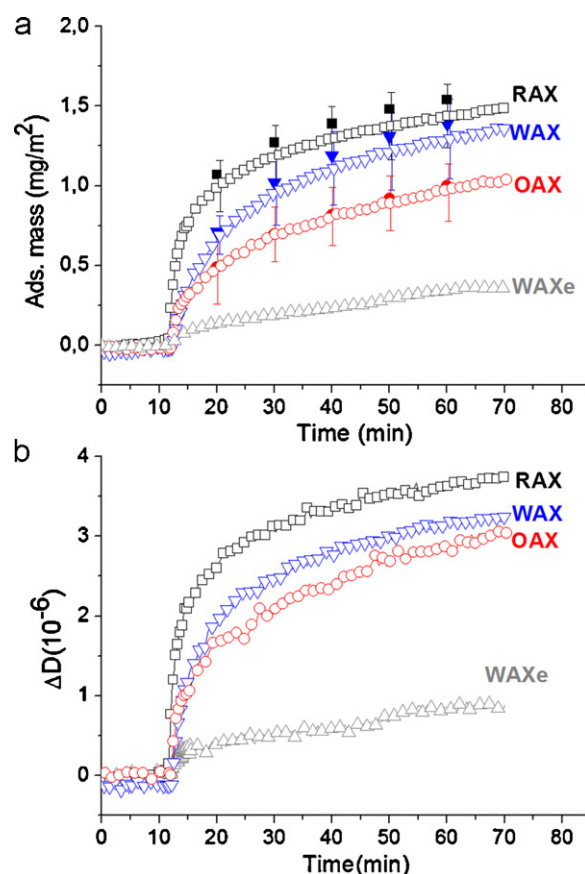 a
2,0
1,5
1,0
0,5
0,0
Ads. mass (mg/m²)
RAX
WAX
OAX
WAXe
0 10 20 30 40 50 60 70 80
Time (min)
b
4
3
2
1
0
ΔD(10⁻⁶)
RAX
WAX
OAX
WAXe
0 10 20 30 40 50 60 70 80
Time(min)